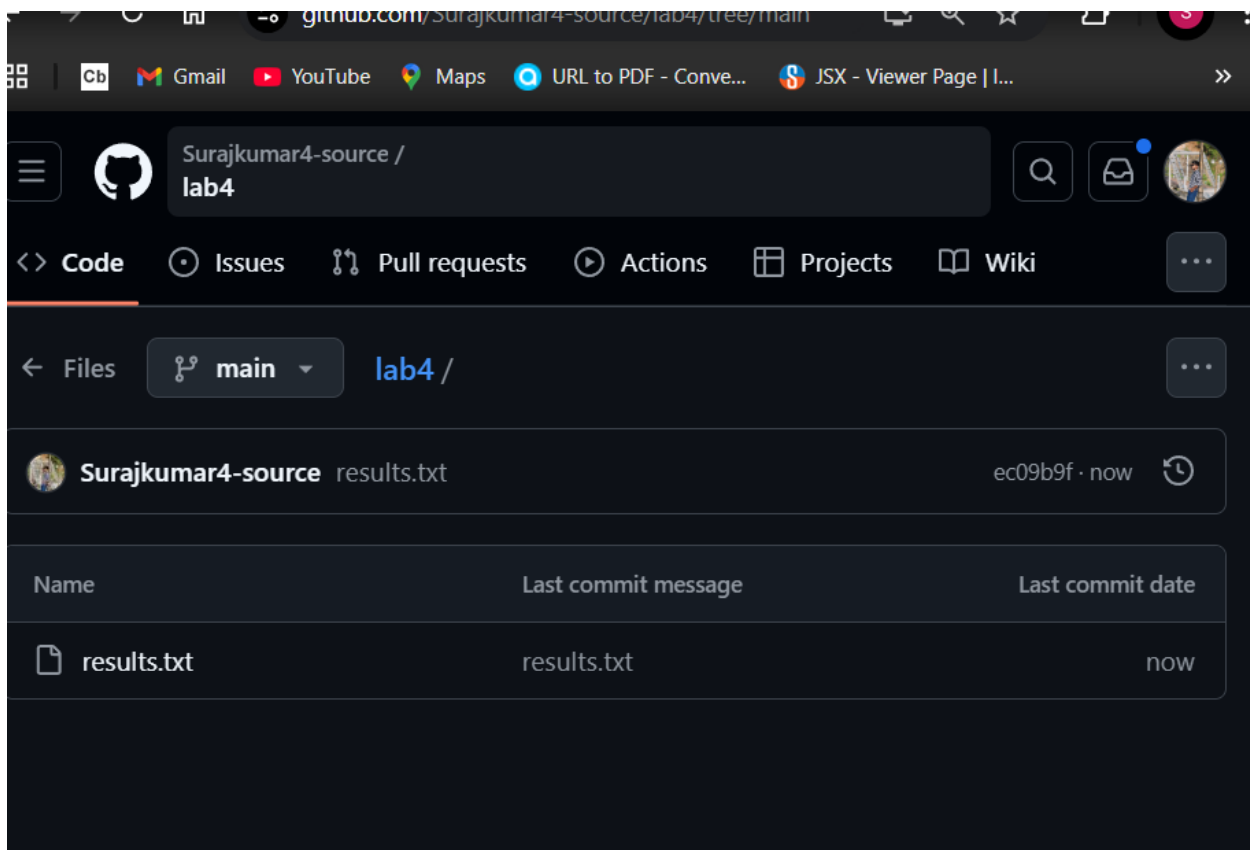 github.com/Surajkumar4-source/lab4/tree/main
S
Cb Gmail YouTube Maps URL to PDF - Conve... JSX - Viewer Page | I... »
Surajkumar4-source /
lab4
Code Issues Pull requests Actions Projects Wiki ...
Files main lab4 /
Surajkumar4-source results.txt ec09b9f · now
Name Last commit message Last commit date
results.txt results.txt now